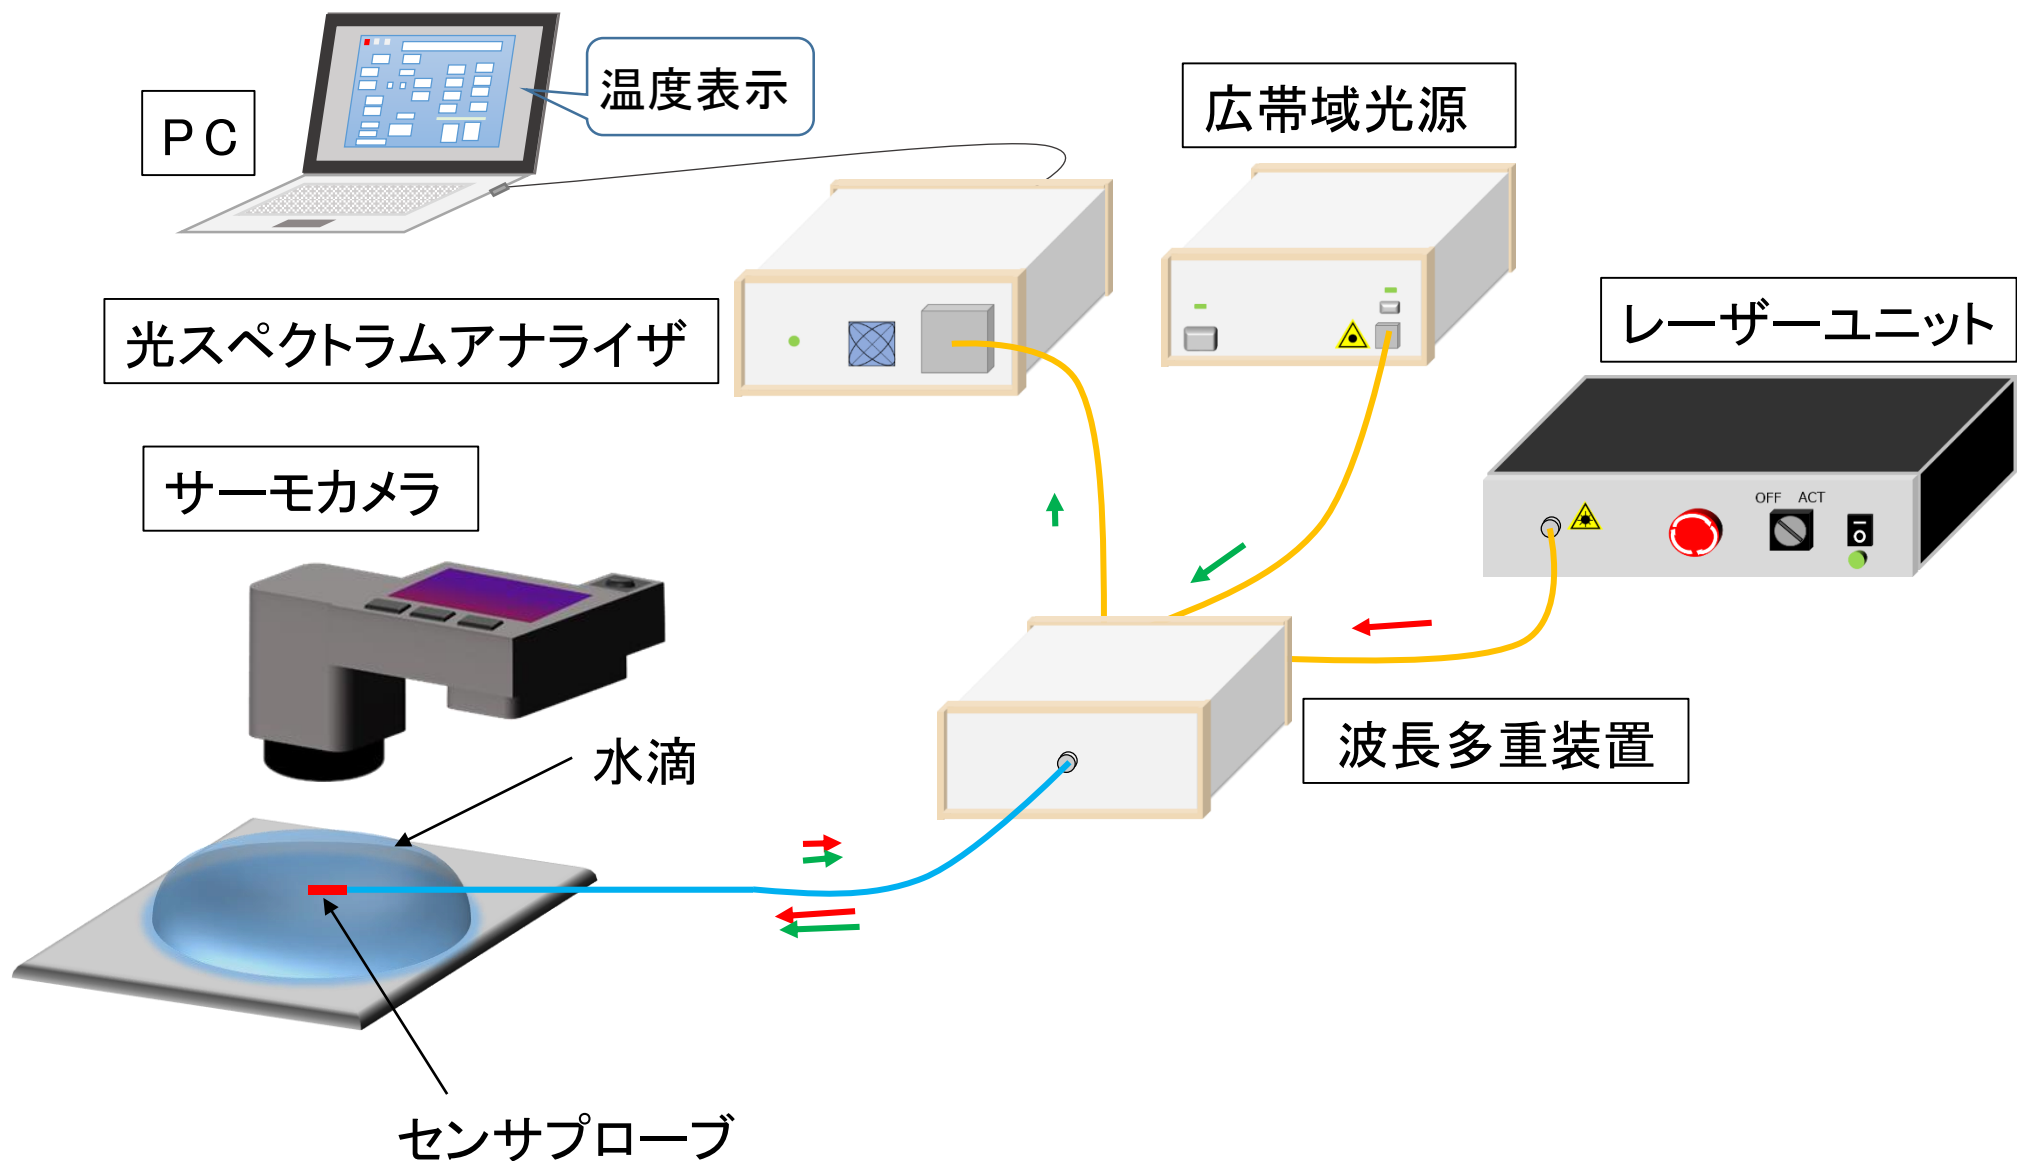 温度表示
広帯域光源
PC
光スペクトラムアナライザ
レーザーユニット
サーモカメラ
OFF ACT
水滴
波長多重装置
センサプローブ